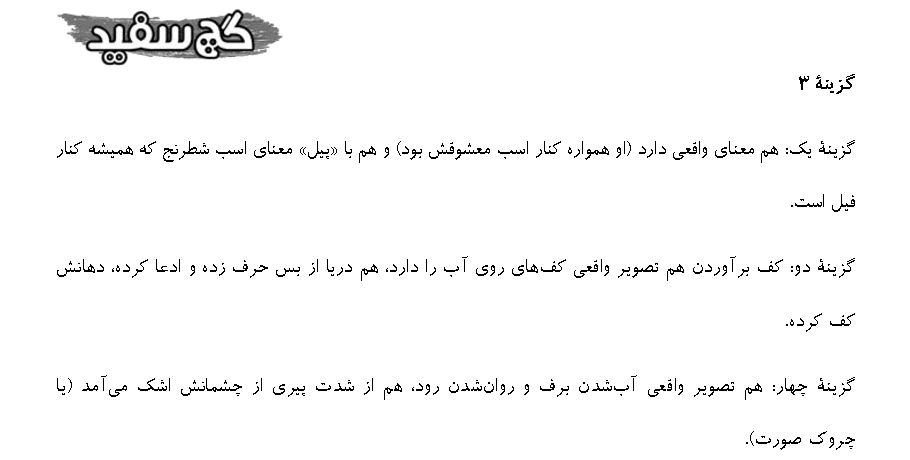 گچ سفید
گزینهٔ ۳
گزینهٔ یک: هم معنای واقعی دارد (او همواره کنار اسب معشوقش بود) و هم با «پیل» معنای اسب شطرنج که همیشه کنار
فیل است.
گزینهٔ دو: کف برآوردن هم تصویر واقعی کف‌های روی آب را دارد، هم دریا از بس حرف زده و ادعا کرده، دهانش
کف کرده.
گزینهٔ چهار: هم تصویر واقعی آب‌شدن برف و روان‌شدن رود، هم از شدت پیری از چشمانش اشک می‌آمد (یا
چروک صورت).